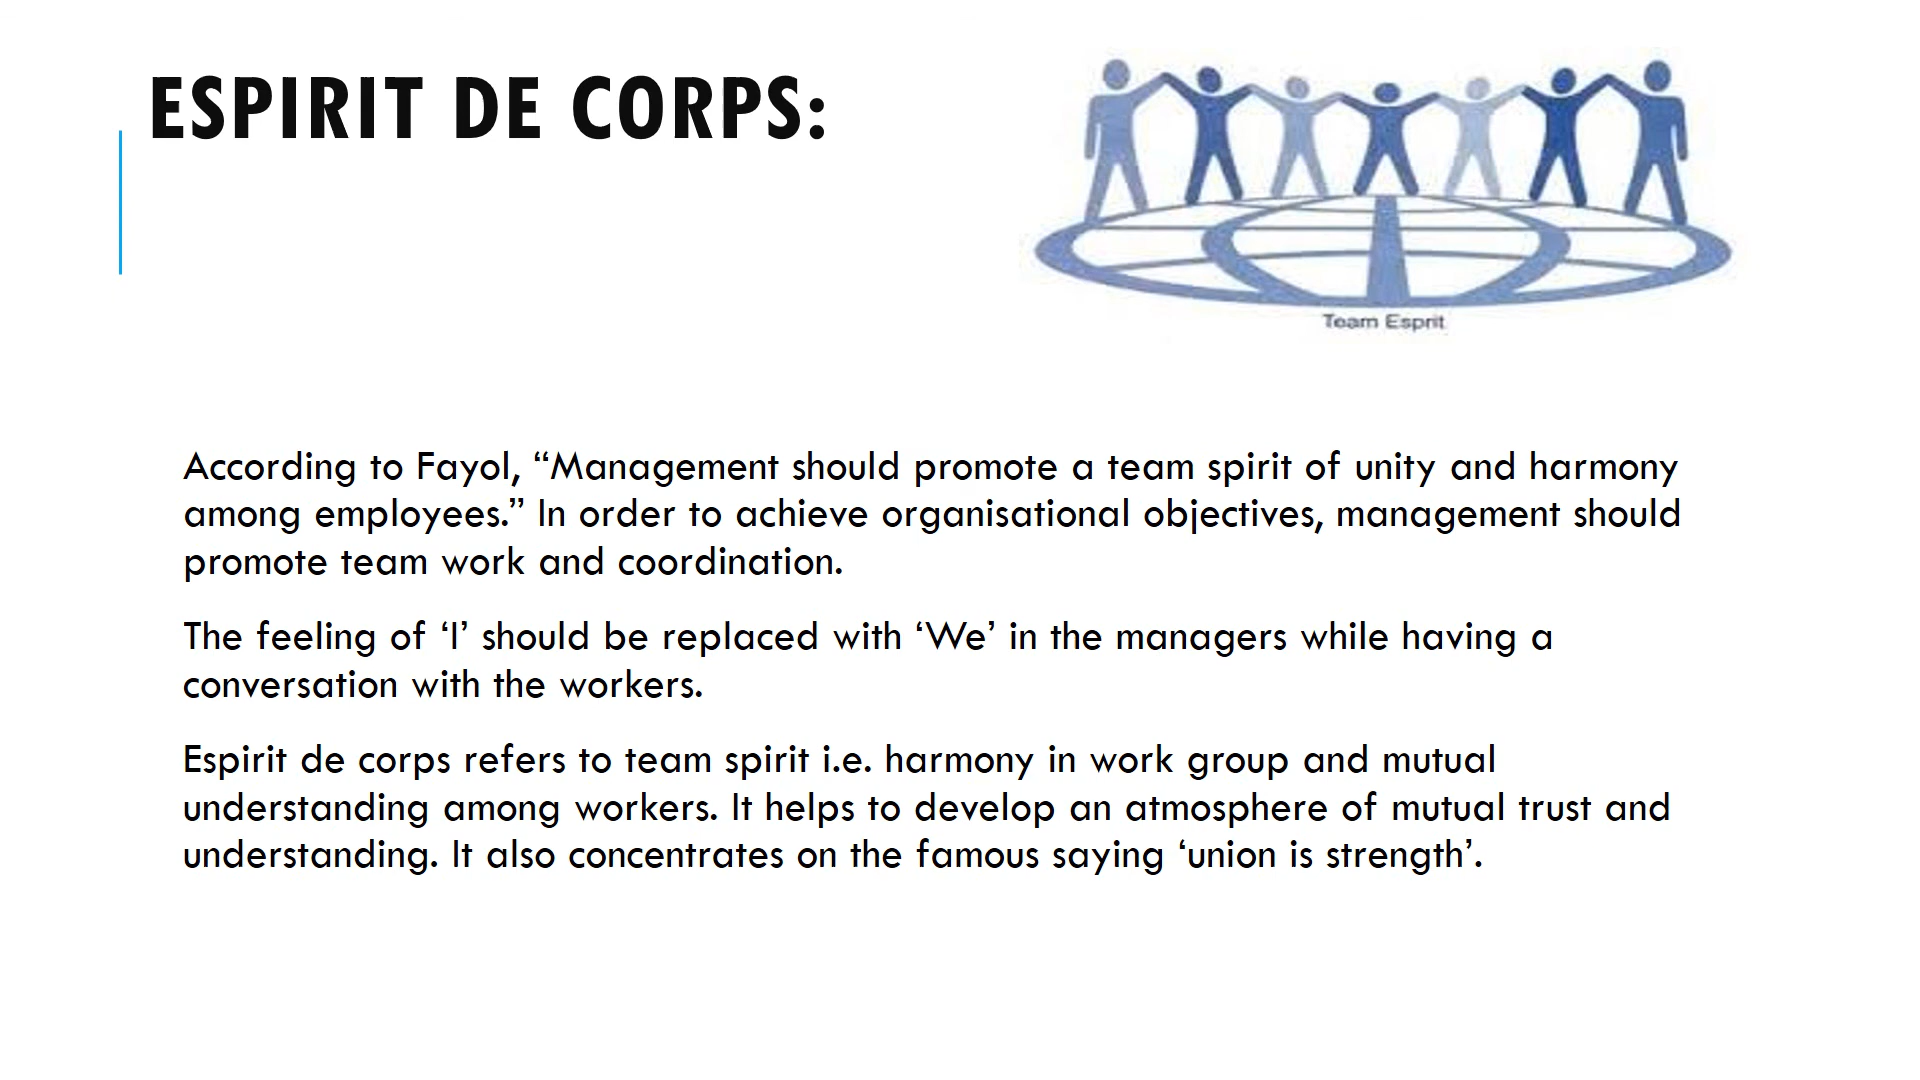 ESPIRIT DE CORPS:
Team Esprit
According to Fayol, “Management should promote a team spirit of unity and harmony
among employees.” In order to achieve organisational objectives, management should
promote team work and coordination.
The feeling of ‘I’ should be replaced with ‘We’ in the managers while having a
conversation with the workers.
Espirit de corps refers to team spirit i.e. harmony in work group and mutual
understanding among workers. It helps to develop an atmosphere of mutual trust and
understanding. It also concentrates on the famous saying ‘union is strength’.